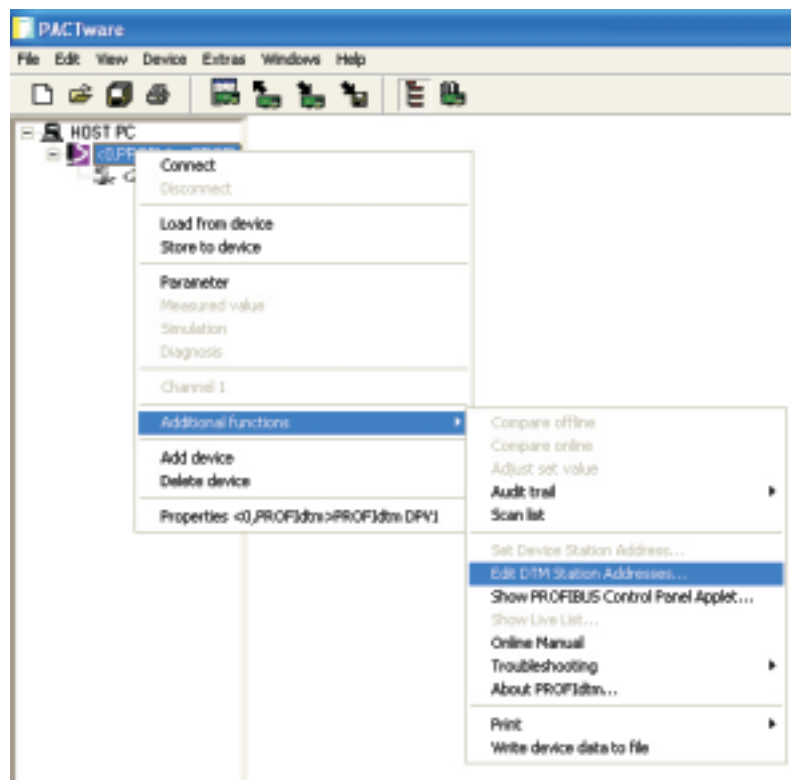 PACTware
File Edit View Device Extras Windows Help
HOST PC
Connect
Disconnect
Load from device
Store to device
Parameter
Measured value
Simulation
Diagnosis
Channel 1
Additional functions
Add device
Delete device
Properties <0,PROFIdtm>PROFIdtm DPV1
Compare offline
Compare online
Adjust set value
Audit trail
Scan list
Set Device Station Address...
Edit DTM Station Addresses...
Show PROFIBUS Control Panel Applet...
Show Live List...
Online Manual
Troubleshooting
About PROFIdtm...
Print
Write device data to file